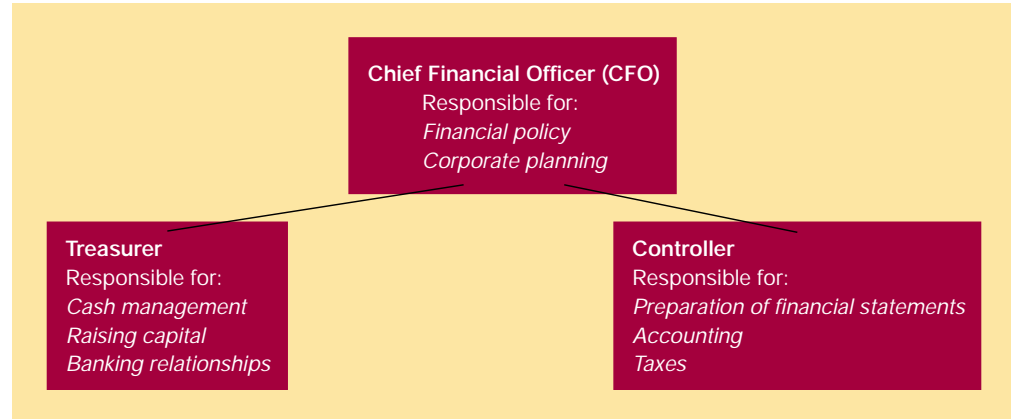 Chief Financial Officer (CFO)
Responsible for:
Financial policy
Corporate planning
Treasurer
Responsible for:
Cash management
Raising capital
Banking relationships
Controller
Responsible for:
Preparation of financial statements
Accounting
Taxes